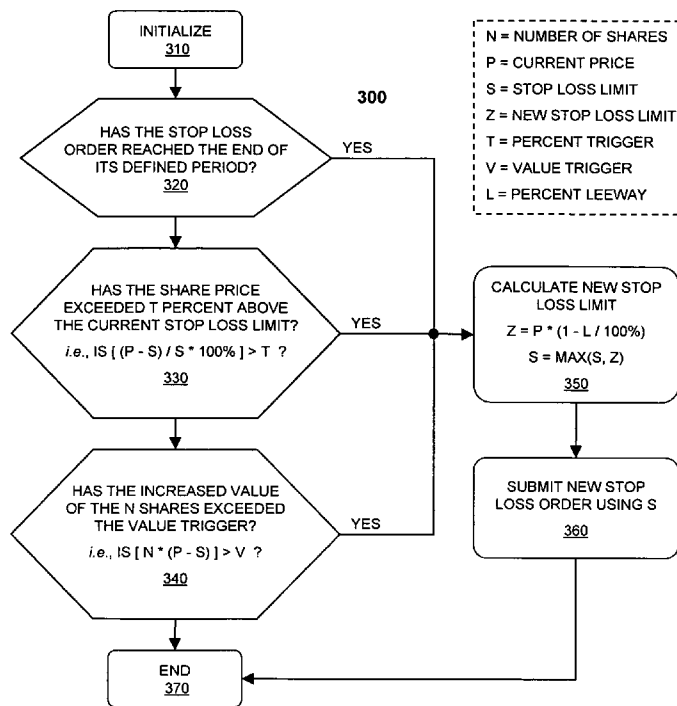 INITIALIZE
310
300
N = NUMBER OF SHARES
P = CURRENT PRICE
S = STOP LOSS LIMIT
Z = NEW STOP LOSS LIMIT
T = PERCENT TRIGGER
V = VALUE TRIGGER
L = PERCENT LEEWAY
HAS THE STOP LOSS
ORDER REACHED THE END OF
ITS DEFINED PERIOD?
320
YES
HAS THE SHARE PRICE
EXCEEDED T PERCENT ABOVE
THE CURRENT STOP LOSS LIMIT?
i.e., IS [ (P - S) / S * 100% ] > T ?
330
YES
CALCULATE NEW STOP
LOSS LIMIT
Z = P * (1 - L / 100%)
S = MAX(S, Z)
350
HAS THE INCREASED VALUE
OF THE N SHARES EXCEEDED
THE VALUE TRIGGER?
i.e., IS [ N * (P - S) ] > V ?
340
YES
SUBMIT NEW STOP
LOSS ORDER USING S
360
END
370